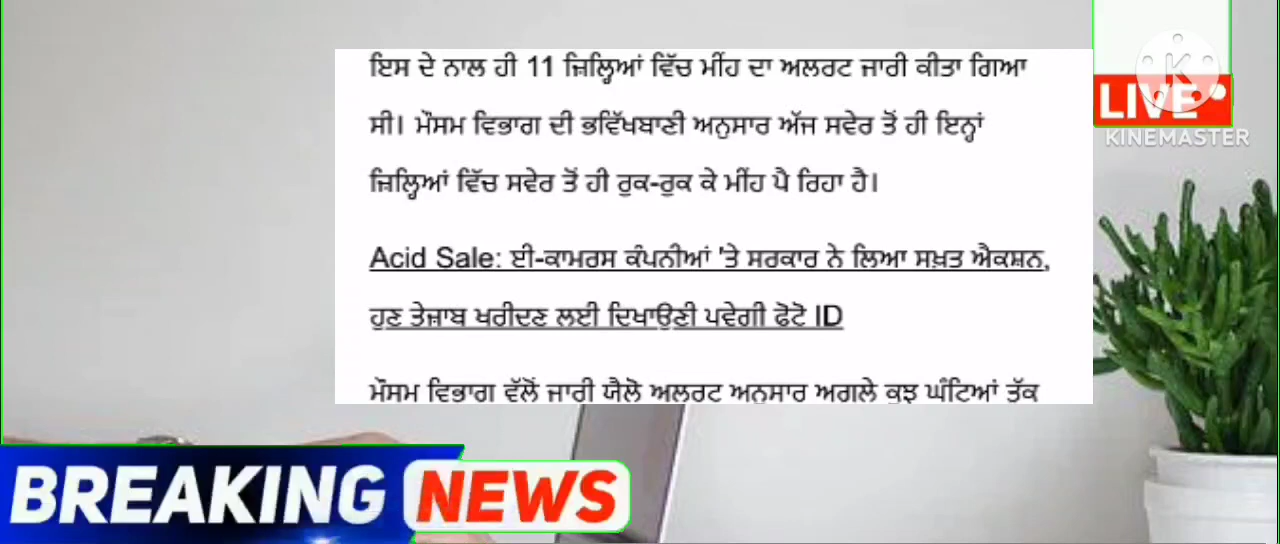 ਇਸ ਦੇ ਨਾਲ ਹੀ 11 ਜ਼ਿਲ੍ਹਿਆਂ ਵਿੱਚ ਮੀਂਹ ਦਾ ਅਲਰਟ ਜਾਰੀ ਕੀਤਾ ਗਿਆ
ਸੀ। ਮੌਸਮ ਵਿਭਾਗ ਦੀ ਭਵਿੱਖਬਾਣੀ ਅਨੁਸਾਰ ਅੱਜ ਸਵੇਰ ਤੋਂ ਹੀ ਇਨ੍ਹਾਂ
ਜ਼ਿਲ੍ਹਿਆਂ ਵਿੱਚ ਸਵੇਰ ਤੋਂ ਹੀ ਰੁਕ-ਰੁਕ ਕੇ ਮੀਂਹ ਪੈ ਰਿਹਾ ਹੈ।
Acid Sale: ਈ-ਕਾਮਰਸ ਕੰਪਨੀਆਂ 'ਤੇ ਸਰਕਾਰ ਨੇ ਲਿਆ ਸਖ਼ਤ ਐਕਸ਼ਨ,
ਹੁਣ ਤੇਜ਼ਾਬ ਖਰੀਦਣ ਲਈ ਦਿਖਾਉਣੀ ਪਵੇਗੀ ਫੋਟੋ ID
ਮੌਸਮ ਵਿਭਾਗ ਵੱਲੋਂ ਜਾਰੀ ਯੈਲੋ ਅਲਰਟ ਅਨੁਸਾਰ ਅਗਲੇ ਕੁਝ ਘੰਟਿਆਂ ਤੱਕ
K
LIVE
KINEMASTER
BREAKING NEWS